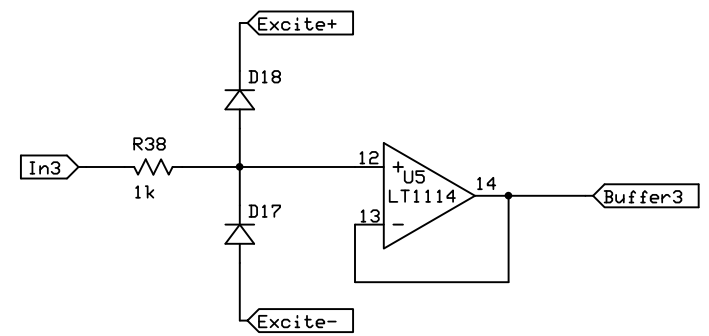 Excite+
D18
R38
In3
1k
12
+
U5
LT1114
14
13
−
Buffer3
D17
Excite-